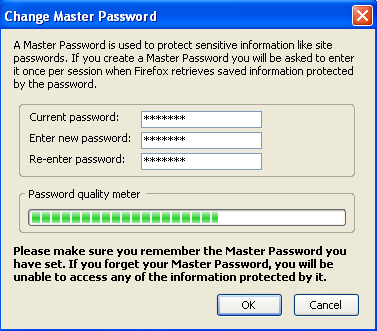 Change Master Password
A Master Password is used to protect sensitive information like site
passwords. If you create a Master Password you will be asked to enter
it once per session when Firefox retrieves saved information protected
by the password.
Current password: *******
Enter new password: *******
Re-enter password: *******
Password quality meter
Please make sure you remember the Master Password you
have set. If you forget your Master Password, you will be
unable to access any of the information protected by it.
OK Cancel